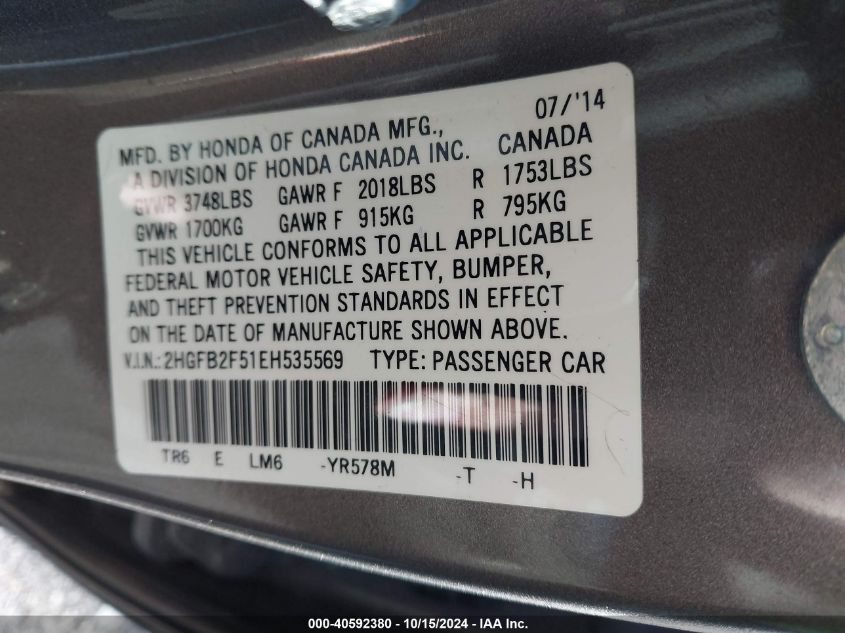 07/'14
MFD. BY HONDA OF CANADA MFG., CANADA
A DIVISION OF HONDA CANADA INC.
GVWR 3748LBS GAWR F 2018LBS R 1753LBS
GVWR 1700KG GAWR F 915KG R 795KG
THIS VEHICLE CONFORMS TO ALL APPLICABLE
FEDERAL MOTOR VEHICLE SAFETY, BUMPER,
AND THEFT PREVENTION STANDARDS IN EFFECT
ON THE DATE OF MANUFACTURE SHOWN ABOVE.
V.I.N.: 2HGFB2F51EH535569 TYPE: PASSENGER CAR
TR6 E LM6 -YR578M -T -H
000-40592380 - 10/15/2024 - IAA Inc.